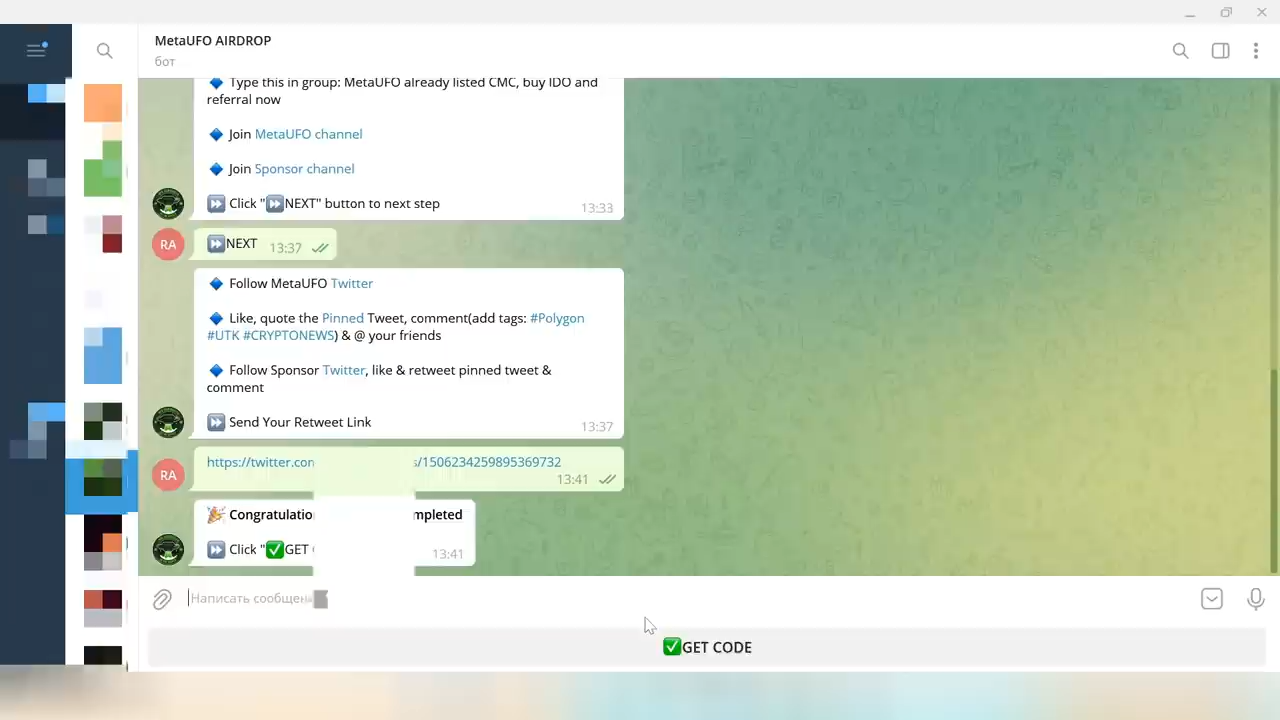 MetaUFO AIRDROP
бот
Type this in group: MetaUFO already listed CMC, buy IDO and
referral now
Join MetaUFO channel
Join Sponsor channel
Click "⏩NEXT" button to next step
13:33
RA
⏩NEXT 13:37
Follow MetaUFO Twitter
Like, quote the Pinned Tweet, comment(add tags: #Polygon
#UTK #CRYPTONEWS) & @ your friends
Follow Sponsor Twitter, like & retweet pinned tweet &
comment
Send Your Retweet Link
13:37
https://twitter.con s/1506234259895369732
RA
13:41
Click "✅GET
13:41
Написать
✅GET CODE